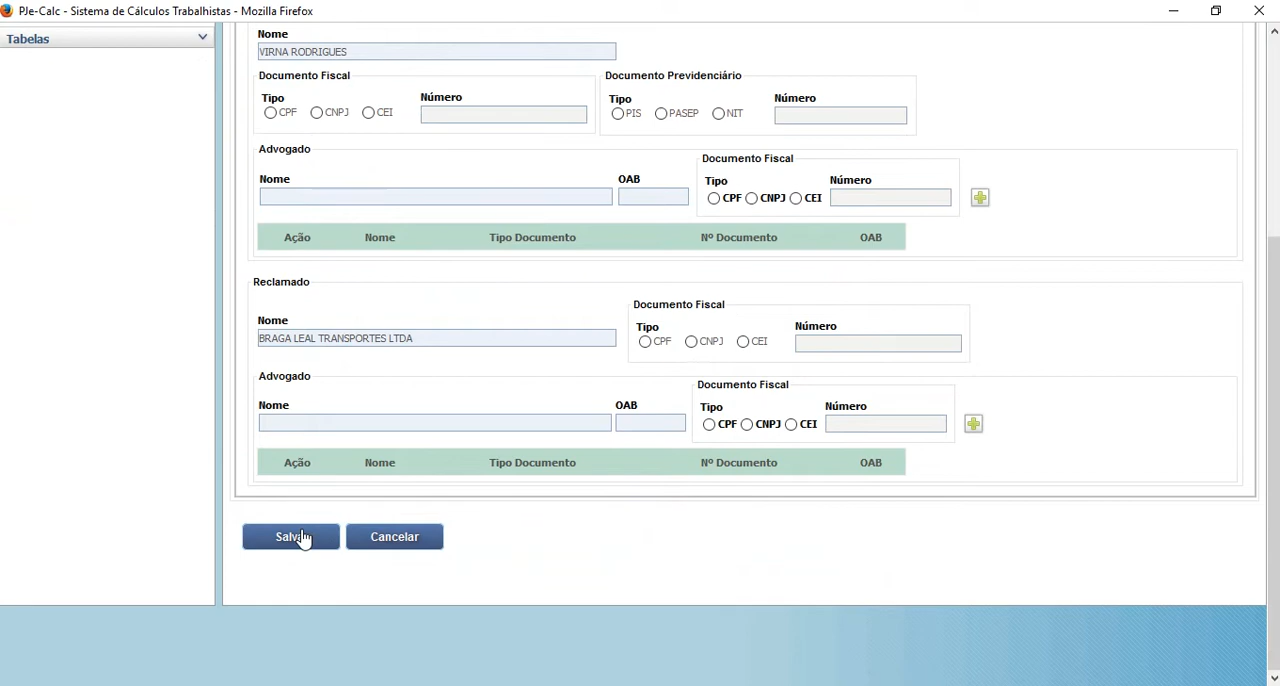 PJe-Calc - Sistema de Cálculos Trabalhistas - Mozilla Firefox
Tabelas
Nome
VIRNA RODRIGUES
Documento Fiscal
Documento Previdenciário
Tipo Número
CPF CNPJ CEI
Tipo Número
PIS PASEP NIT
Advogado
Documento Fiscal
Nome OAB Tipo Número
CPF CNPJ CEI
Ação Nome Tipo Documento Nº Documento OAB
Reclamado
Documento Fiscal
Nome Tipo Número
BRAGA LEAL TRANSPORTES LTDA CPF CNPJ CEI
Advogado
Documento Fiscal
Nome OAB Tipo Número
CPF CNPJ CEI
Ação Nome Tipo Documento Nº Documento OAB
Salvar Cancelar